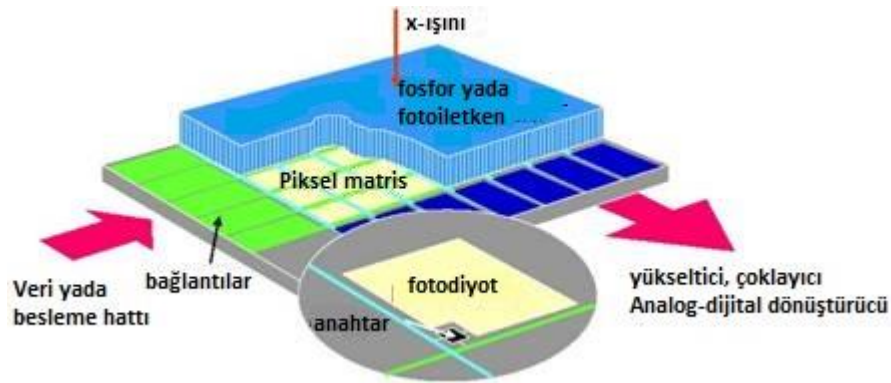 x-ışını
fosfor yada
fotoiletken
Piksel matris
Veri yada
besleme hattı
bağlantılar
fotodiyot
anahtar
yükseltici, çoklayıcı
Analog-dijital dönüştürücü